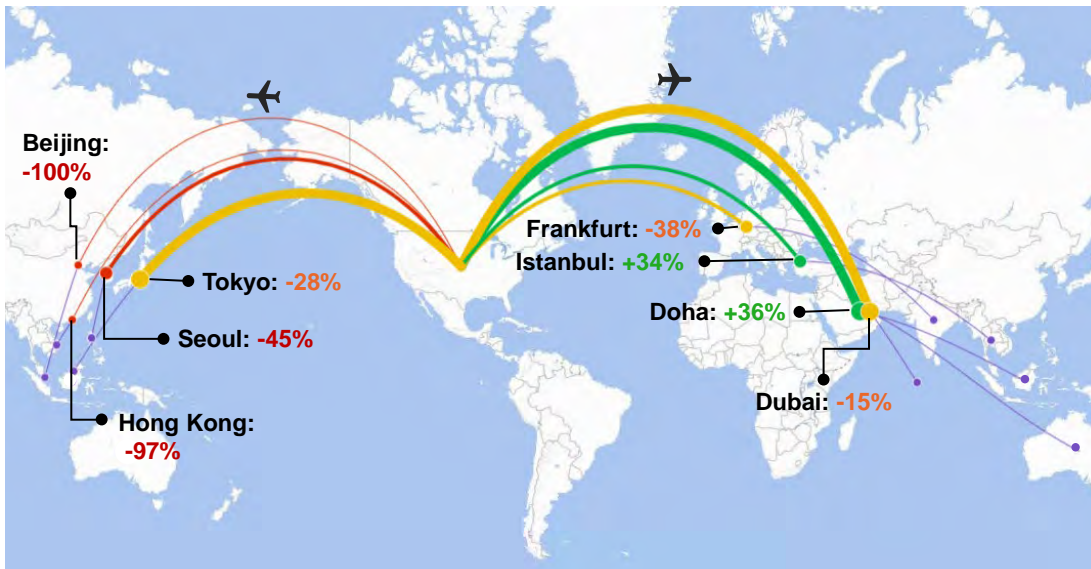 Beijing:
-100%
Tokyo: -28%
Seoul: -45%
Hong Kong:
-97%
Frankfurt: -38%
Istanbul: +34%
Doha: +36%
Dubai: -15%